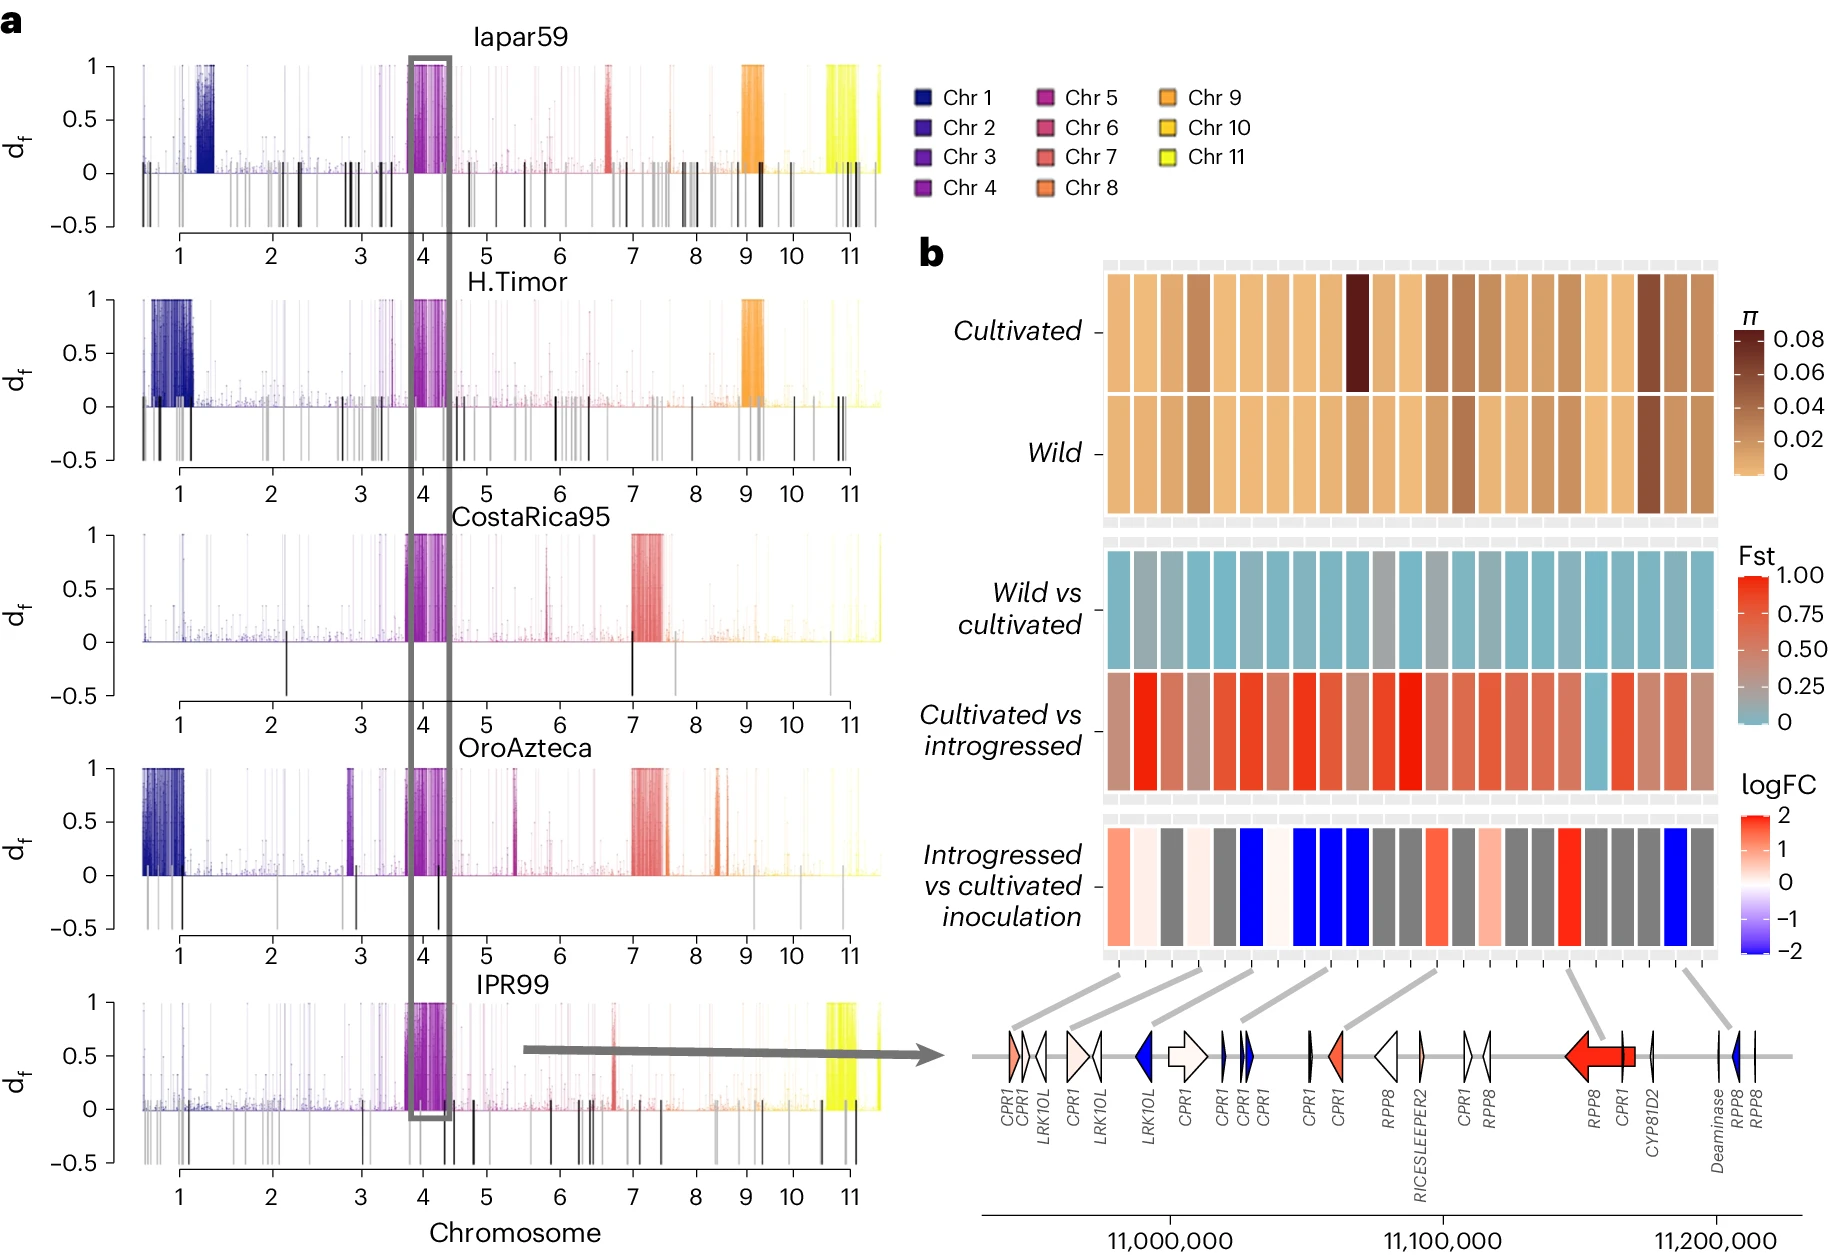 a
Iapar59
1
0.5
0
−0.5
d_f
1 2 3 4 5 6 7 8 9 10 11
H.Timor
1
0.5
0
−0.5
d_f
1 2 3 4 5 6 7 8 9 10 11
CostaRica95
1
0.5
0
−0.5
d_f
1 2 3 4 5 6 7 8 9 10 11
OroAzteca
1
0.5
0
−0.5
d_f
1 2 3 4 5 6 7 8 9 10 11
IPR99
1
0.5
0
−0.5
d_f
1 2 3 4 5 6 7 8 9 10 11
Chromosome
Chr 1
Chr 2
Chr 3
Chr 4
Chr 5
Chr 6
Chr 7
Chr 8
Chr 9
Chr 10
Chr 11
b
Cultivated
Wild
Wild vs
cultivated
Cultivated vs
introgressed
Introgressed
vs cultivated
inoculation
π
0.08
0.06
0.04
0.02
0
Fst
1.00
0.75
0.50
0.25
0
logFC
2
1
0
−1
−2
CPR1
CPR1
LRK10L
CPR1
LRK10L
LRK10L
CPR1
CPR1
CPR1
CPR1
CPR1
CPR1
RPP8
RICESLEEPER2
CPR1
RPP8
RPP8
CPR1
CYP81D2
Deaminase
RPP8
RPP8
11,000,000 11,100,000 11,200,000